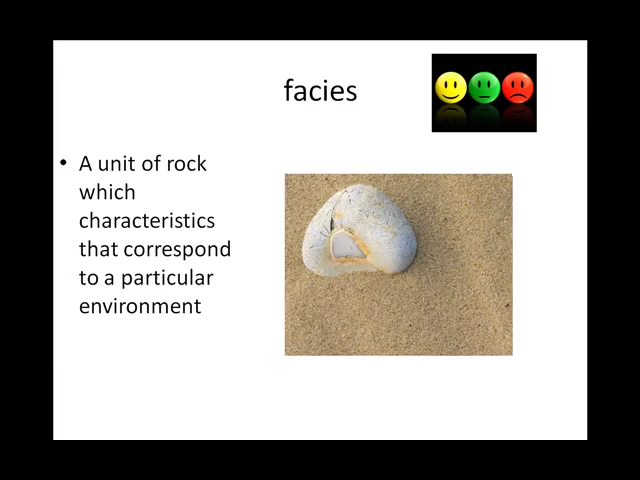 facies
• A unit of rock
which
characteristics
that correspond
to a particular
environment